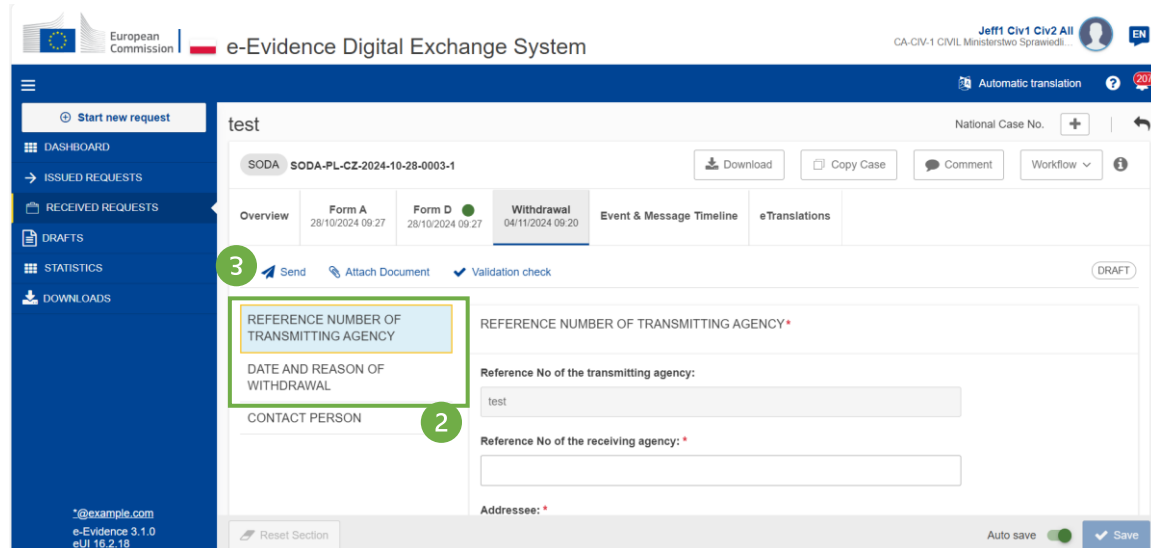 European
Commission
e-Evidence Digital Exchange System
Jeff1 Civ1 Civ2 All
CA-CIV-1 CIVIL Ministerstwo Sprawiedli...
EN
Automatic translation
?
207
Start new request
DASHBOARD
ISSUED REQUESTS
RECEIVED REQUESTS
DRAFTS
STATISTICS
DOWNLOADS
*@example.com
e-Evidence 3.1.0
eUI 16.2.18
test
National Case No.
SODA SODA-PL-CZ-2024-10-28-0003-1
Download
Copy Case
Comment
Workflow
Overview
Form A
28/10/2024 09:27
Form D
28/10/2024 09:27
Withdrawal
04/11/2024 09:20
Event & Message Timeline
eTranslations
3
Send
Attach Document
Validation check
DRAFT
REFERENCE NUMBER OF
TRANSMITTING AGENCY
DATE AND REASON OF
WITHDRAWAL
CONTACT PERSON
2
REFERENCE NUMBER OF TRANSMITTING AGENCY*
Reference No of the transmitting agency:
test
Reference No of the receiving agency: *
Addressee: *
Reset Section
Auto save
Save